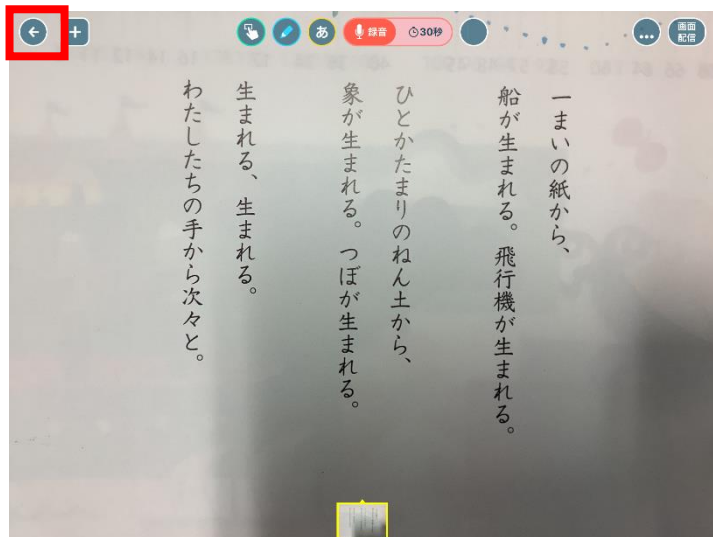 あ
録音
30秒
画面
配信
一まいの紙から、
船が生まれる。飛行機が生まれる。
ひとかたまりのねん土から、
象が生まれる。つぼが生まれる。
生まれる、生まれる。
わたしたちの手から次々と。